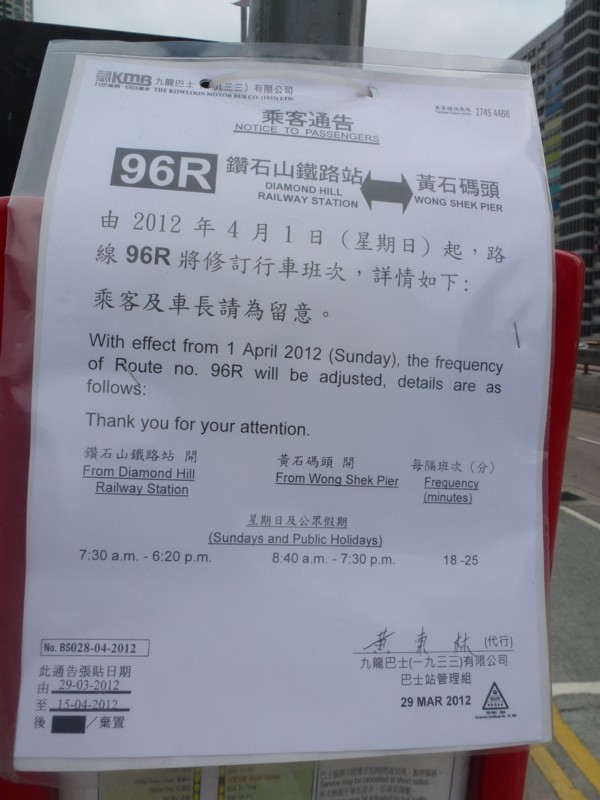 KMB 九龍巴士(一九三三)有限公司
THE KOWLOON MOTOR BUS CO. (1933) LTD.
2745 4466
乘客通告
NOTICE TO PASSENGERS
96R 鑽石山鐵路站 黃石碼頭
DIAMOND HILL RAILWAY STATION WONG SHEK PIER
由 2012 年 4 月 1 日（星期日）起，路
線 96R 將修訂行車班次，詳情如下:
乘客及車長請為留意。
With effect from 1 April 2012 (Sunday), the frequency
of Route no. 96R will be adjusted, details are as
follows:
Thank you for your attention.
鑽石山鐵路站 開 黃石碼頭 開 每隔班次（分）
From Diamond Hill Railway Station From Wong Shek Pier Frequency (minutes)
星期日及公眾假期
(Sundays and Public Holidays)
7:30 a.m. - 6:20 p.m. 8:40 a.m. - 7:30 p.m. 18 -25
No. BS028-04-2012
此通告張貼日期
由 29-03-2012
至 15-04-2012
後 ／棄置
黃東林 (代行)
九龍巴士(一九三三)有限公司
巴士站管理組
29 MAR 2012